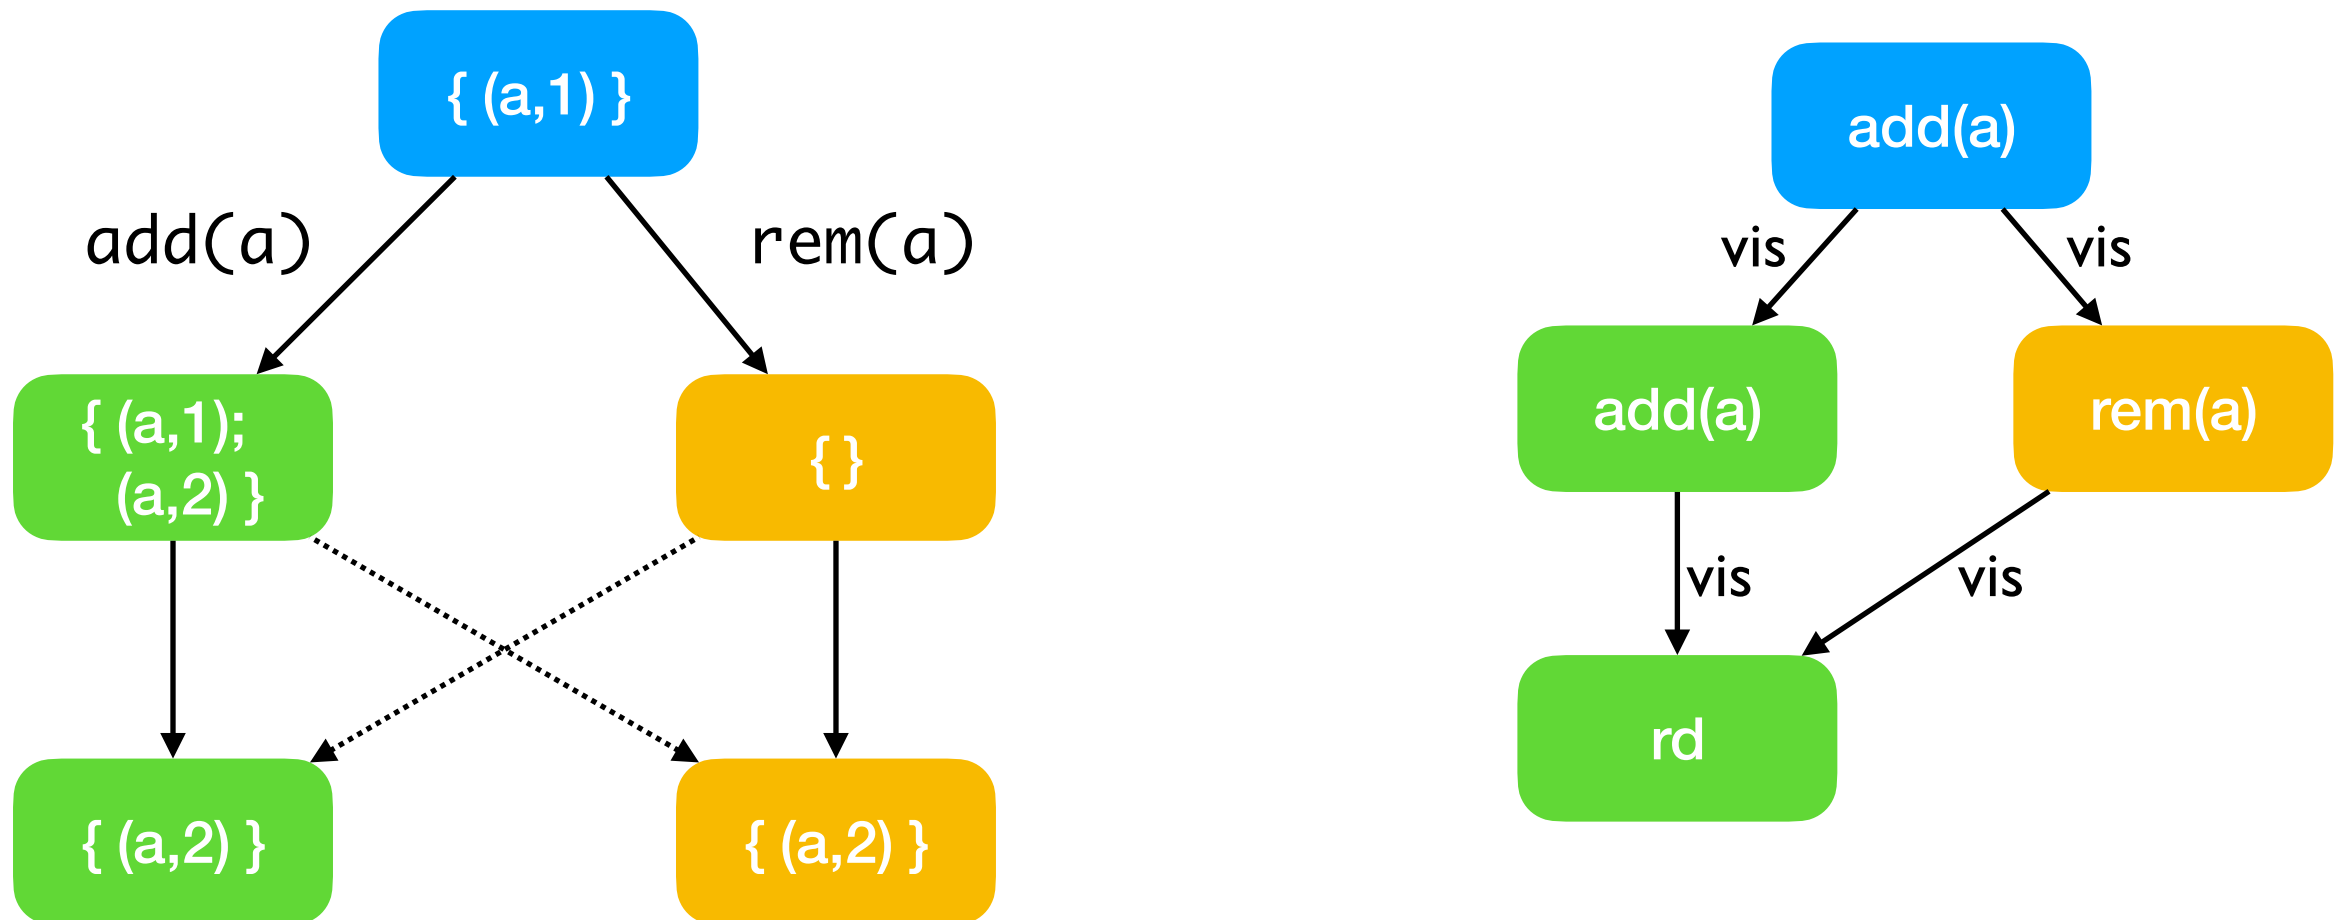 { (a,1) }
add(a)
rem(a)
{ (a,1);
(a,2) }
{ }
{ (a,2) }
{ (a,2) }
add(a)
vis
vis
add(a)
rem(a)
vis
vis
rd